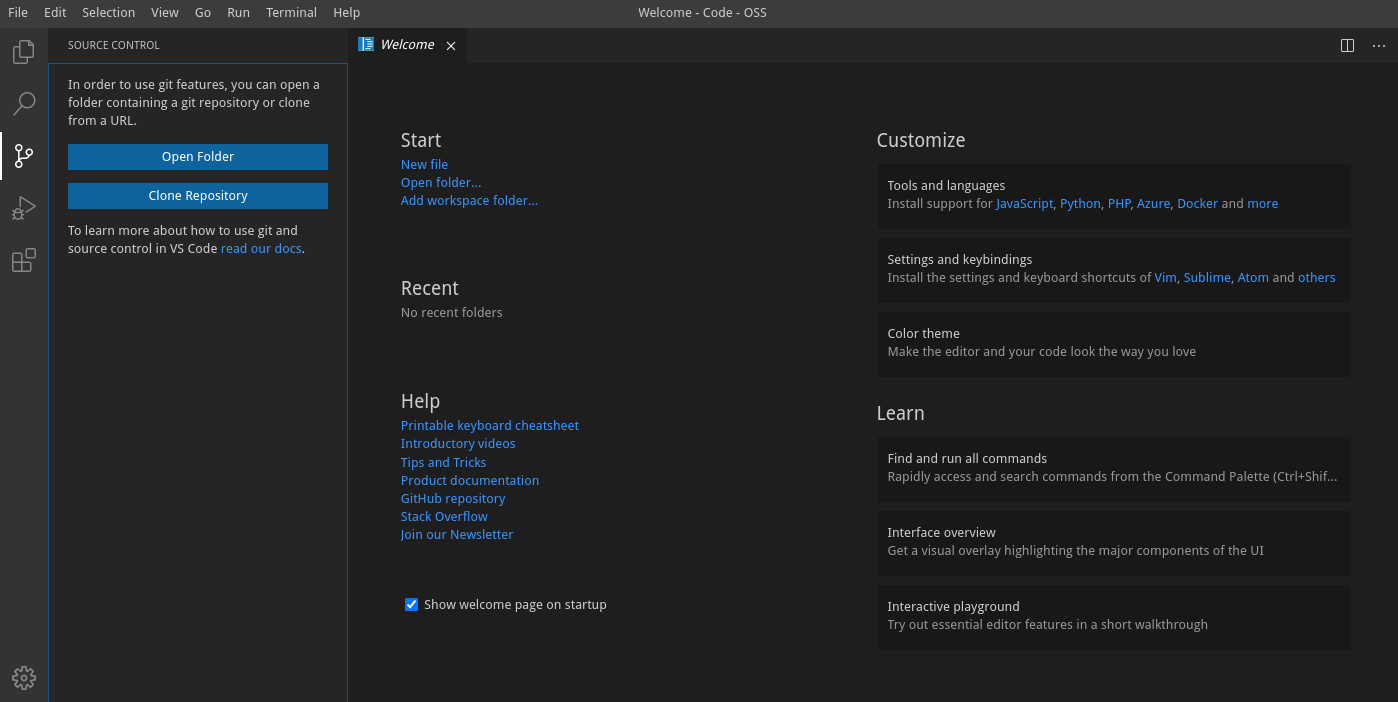 File Edit Selection View Go Run Terminal Help
Welcome - Code - OSS
SOURCE CONTROL
In order to use git features, you can open a
folder containing a git repository or clone
from a URL.
Open Folder
Clone Repository
To learn more about how to use git and
source control in VS Code read our docs.
Welcome
Start
New file
Open folder...
Add workspace folder...
Recent
No recent folders
Help
Printable keyboard cheatsheet
Introductory videos
Tips and Tricks
Product documentation
GitHub repository
Stack Overflow
Join our Newsletter
Show welcome page on startup
Customize
Tools and languages
Install support for JavaScript, Python, PHP, Azure, Docker and more
Settings and keybindings
Install the settings and keyboard shortcuts of Vim, Sublime, Atom and others
Color theme
Make the editor and your code look the way you love
Learn
Find and run all commands
Rapidly access and search commands from the Command Palette (Ctrl+Shif...
Interface overview
Get a visual overlay highlighting the major components of the UI
Interactive playground
Try out essential editor features in a short walkthrough